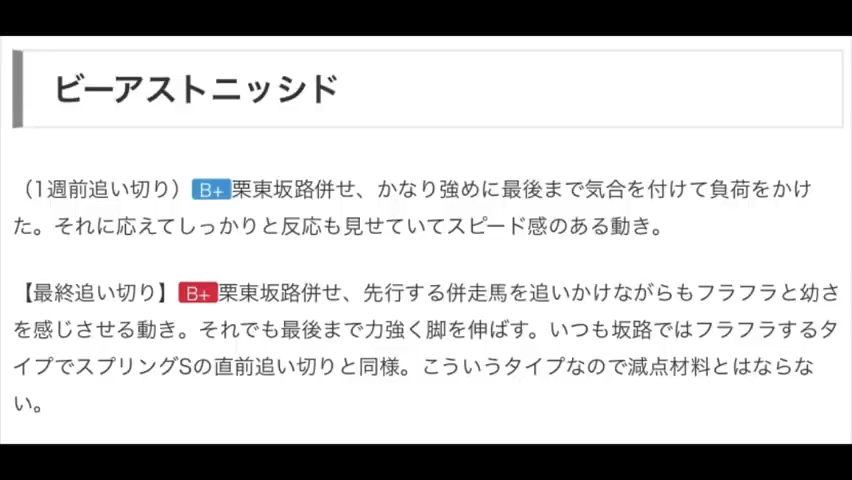 ビーアストニッシド
（1週前追い切り）B+栗東坂路併せ、かなり強めに最後まで気合を付けて負荷をかけ
た。それに応えてしっかりと反応も見せていてスピード感のある動き。
【最終追い切り】B+栗東坂路併せ、先行する併走馬を追いかけながらもフラフラと幼さ
を感じさせる動き。それでも最後まで力強く脚を伸ばす。いつも坂路ではフラフラするタ
イプでスプリングSの直前追い切りと同様。こういうタイプなので減点材料とはならな
い。